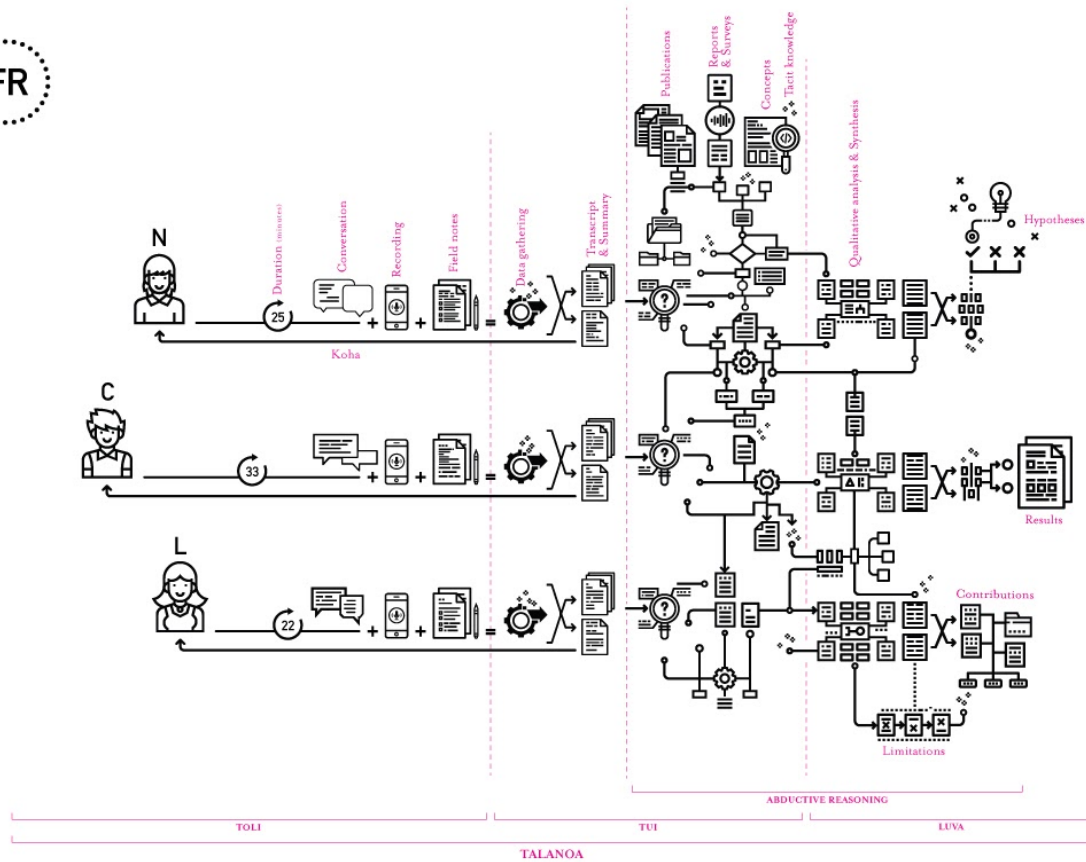 FR
Publications
Reports
& Surveys
Concepts
Tacit knowledge
Qualitative analysis & Synthesis
Duration (minutes)
Conversation
Recording
Field notes
Data gathering
Transcript
& Summary
Hypotheses
N
25
+ + =
Koha
C
33
+ + =
Results
L
22
+ + =
Contributions
Limitations
ABDUCTIVE REASONING
TOLI
TUI
LUVA
TALANOA